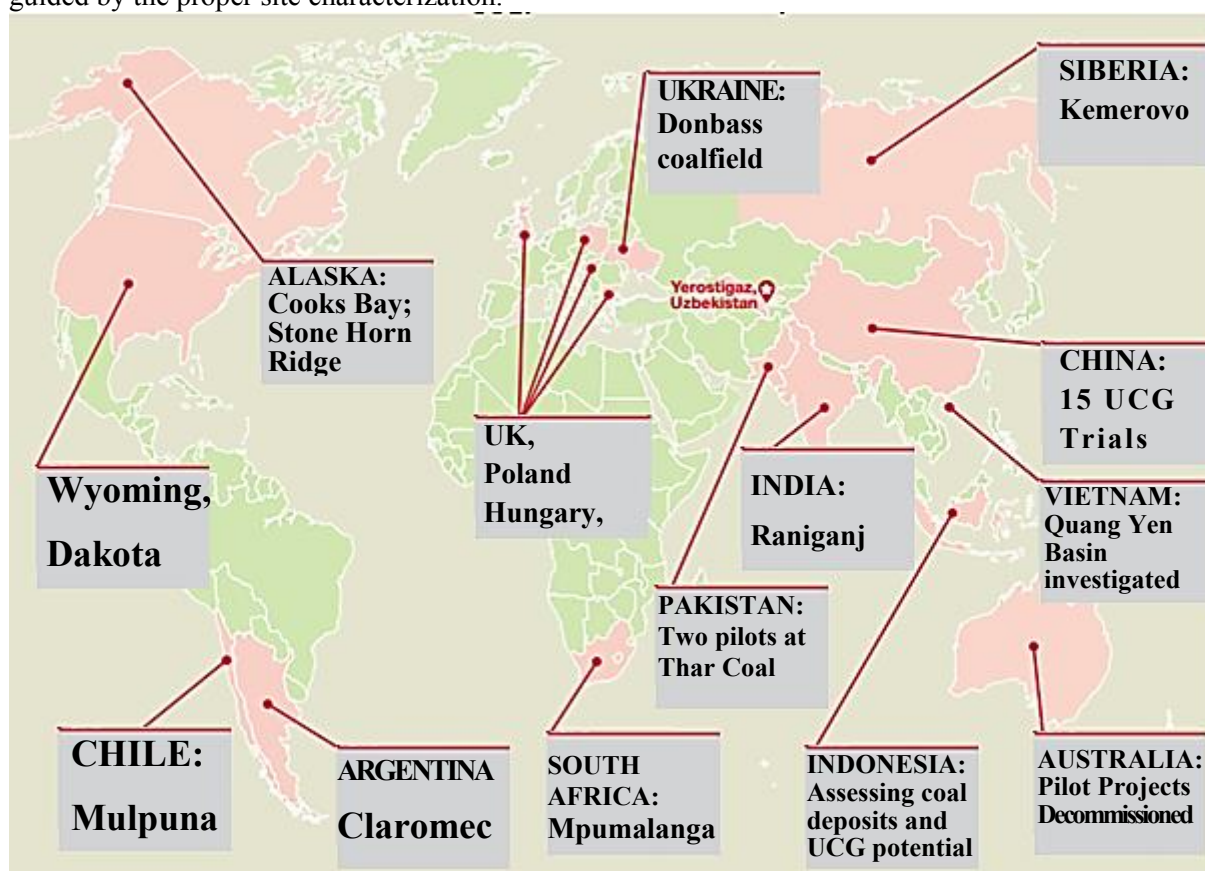 guided by the proper site characterization.
UKRAINE:
Donbass
coalfield
SIBERIA:
Kemerovo
ALASKA:
Cooks Bay;
Stone Horn
Ridge
Yerostigaz,
Uzbekistan
CHINA:
15 UCG
Trials
Wyoming,
Dakota
UK,
Poland
Hungary,
INDIA:
Raniganj
VIETNAM:
Quang Yen
Basin
investigated
PAKISTAN:
Two pilots at
Thar Coal
CHILE:
Mulpuna
ARGENTINA
Claromec
SOUTH
AFRICA:
Mpumalanga
INDONESIA:
Assessing coal
deposits and
UCG potential
AUSTRALIA:
Pilot Projects
Decommissioned